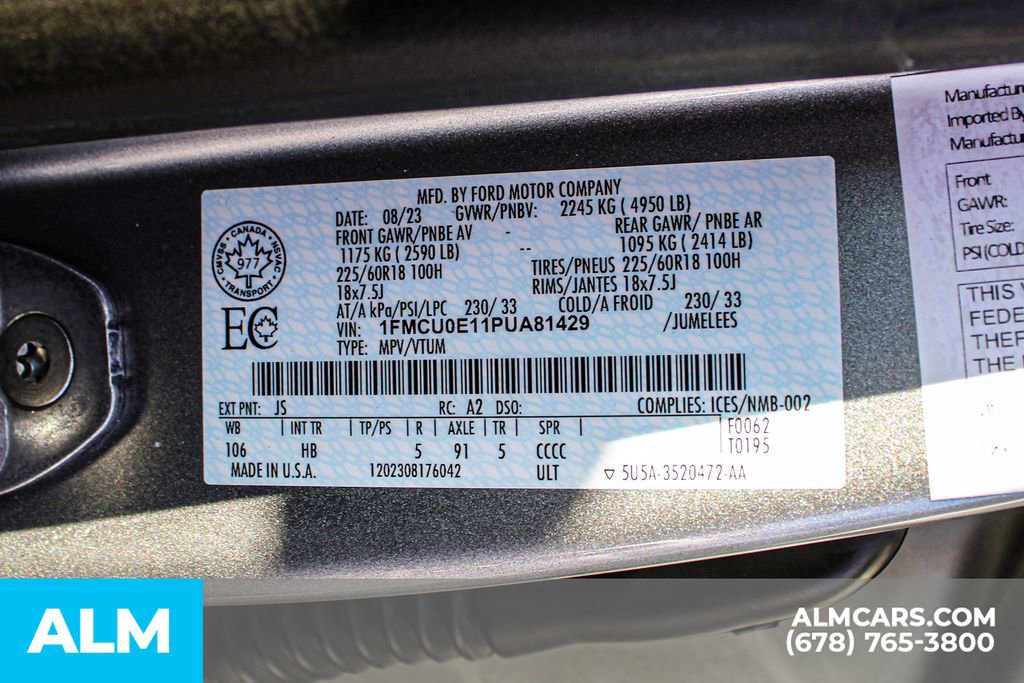 MFD. BY FORD MOTOR COMPANY
DATE: 08/23 GVWR/PNBV: 2245 KG ( 4950 LB)
FRONT GAWR/PNBE AV - REAR GAWR/ PNBE AR
1175 KG ( 2590 LB) -- 1095 KG ( 2414 LB)
225/60R18 100H TIRES/PNEUS 225/60R18 100H
18x7.5J RIMS/JANTES 18x7.5J
AT/A kPa/PSI/LPC 230/ 33 COLD/A FROID 230/ 33
VIN: 1FMCU0E11PUA81429 /JUMELEES
TYPE: MPV/VTUM
CANADA
CMVSS NSVAC
977
TRANSPORT
EC
EXT PNT: JS RC: A2 DSO: COMPLIES: ICES/NMB-002
WB INT TR TP/PS R AXLE TR SPR F0062
106 HB 5 91 5 CCCC T0195
MADE IN U.S.A. 1202308176042 ULT 5U5A-3520472-AA
Manufactur
Imported By
Manufactu
Front
GAWR:
Tire Size:
PSI (COLD
THIS
FEDE
THEF
THE
ALM
ALMCARS.COM
(678) 765-3800